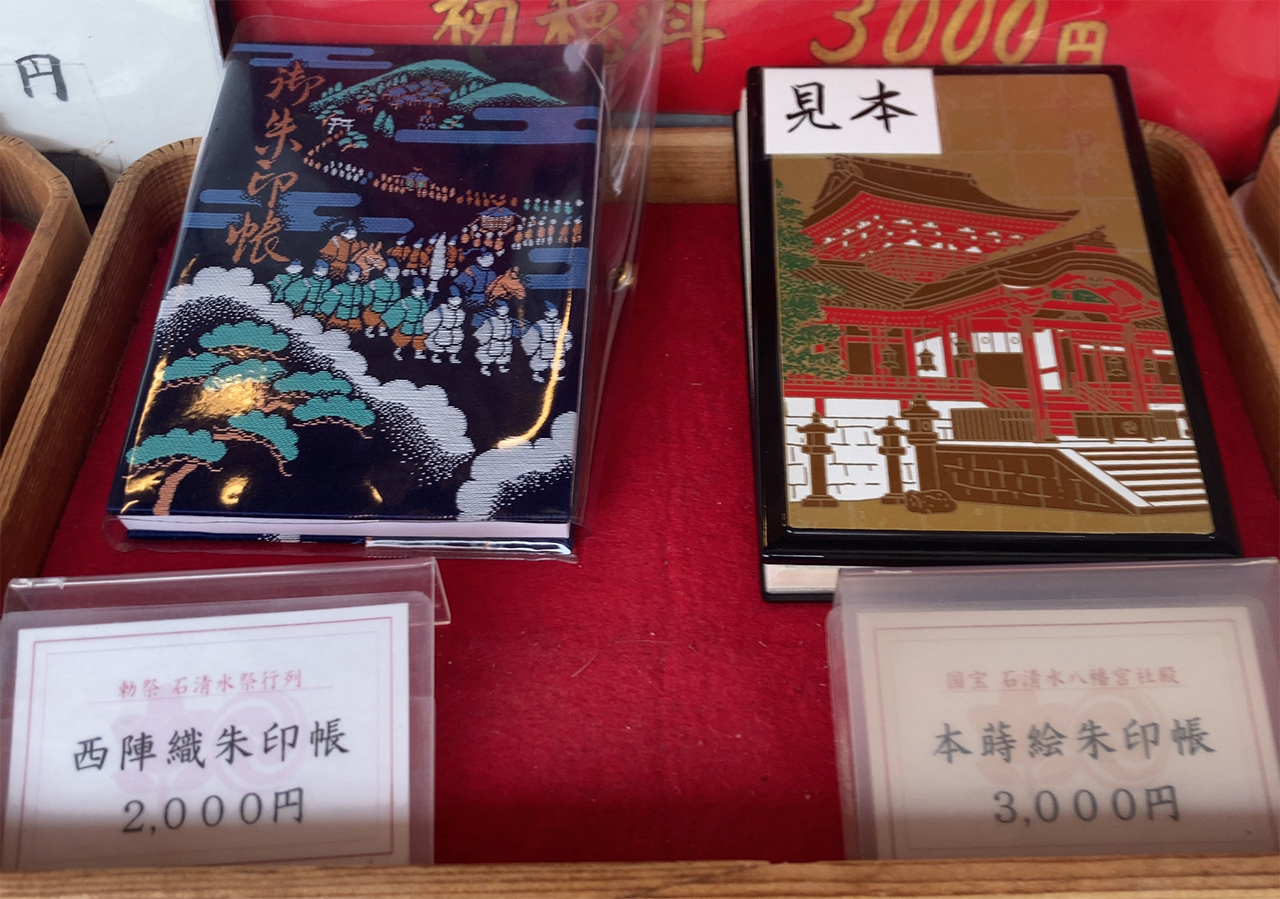 円
初穂料 3000円
御朱印帳
見本
勅祭 石清水祭行列
西陣織朱印帳
2,000円
国宝 石清水八幡宮社殿
本蒔絵朱印帳
3,000円